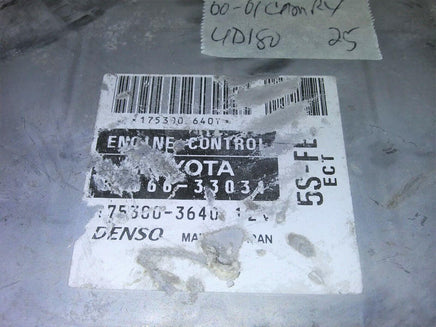 00-01 CAMRY
4D180 25
*175300-6401*
ENGINE CONTROL
TOYOTA
66-3303
175300-3640 12V
DENSO MA AN
5S-FE
ECT